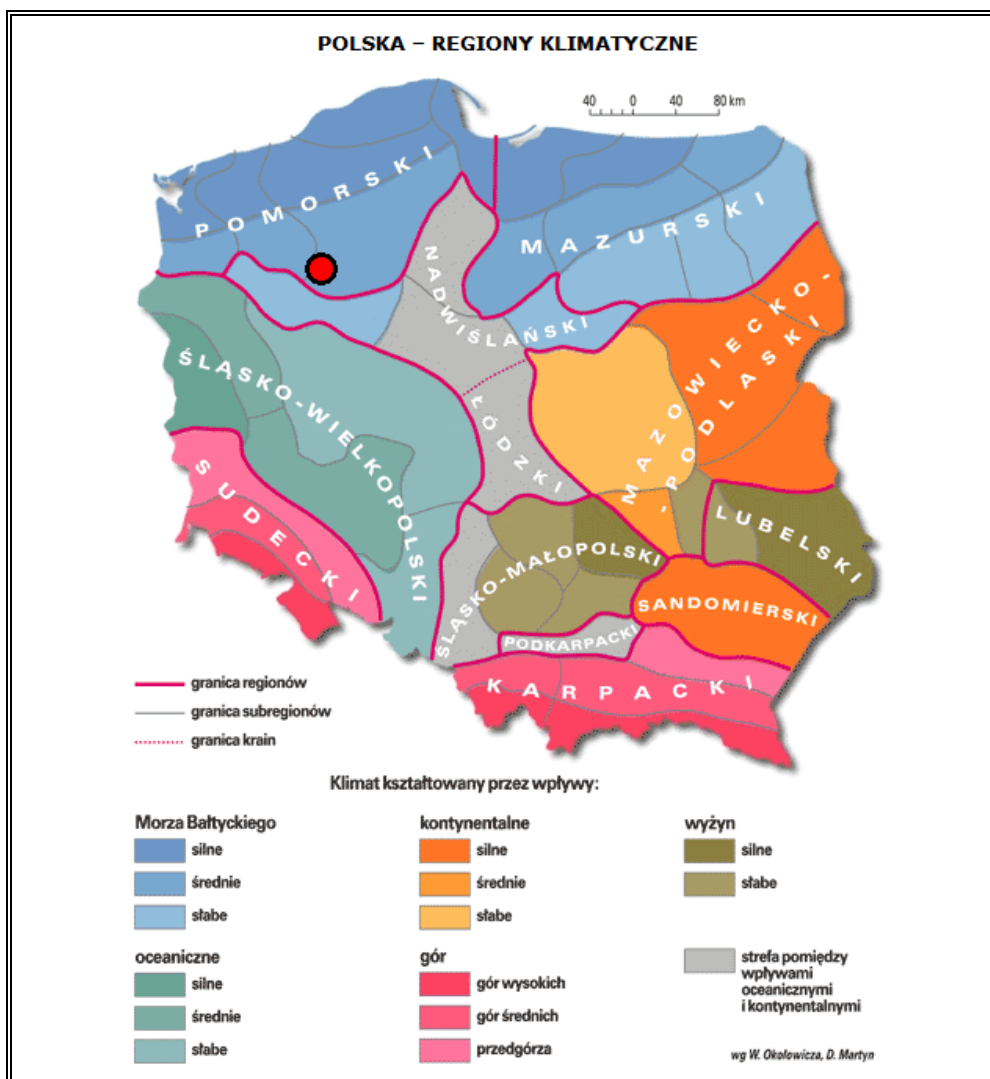 POLSKA – REGIONY KLIMATYCZNE
40 0 40 80 km
POMORSKI
MAZURSKI
NADWIŚLAŃSKI
MAZOWIECKO-
-PODLASKI
ŚLĄSKO-WIELKOPOLSKI
ŁÓDZKI
SUDECKI
LUBELSKI
ŚLĄSKO-MAŁOPOLSKI
SANDOMIERSKI
PODKARPACKI
KARPACKI
granica regionów
granica subregionów
granica krain
Klimat kształtowany przez wpływy:
Morza Bałtyckiego
silne
średnie
słabe
kontynentalne
silne
średnie
słabe
wyżyn
silne
słabe
oceaniczne
silne
średnie
słabe
gór
gór wysokich
gór średnich
przedgórza
strefa pomiędzy
wpływami
oceanicznymi
i kontynentalnymi
wg W. Okołowicza, D. Martyn